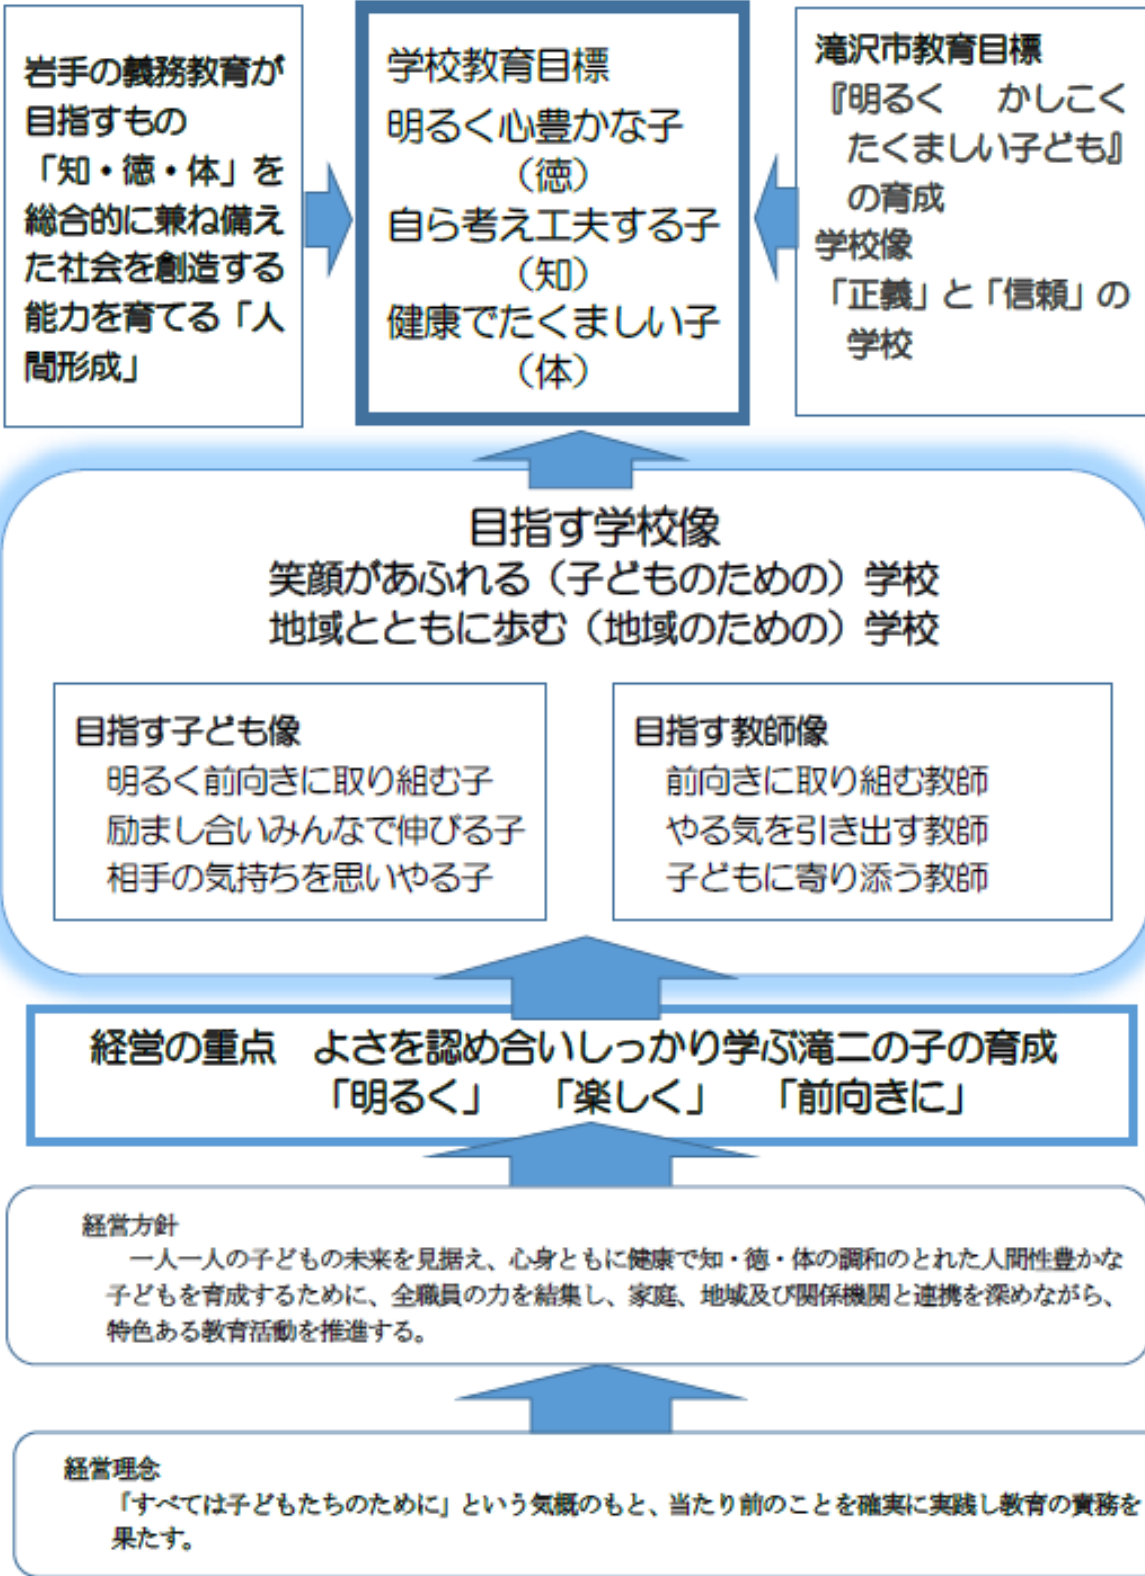 岩手の義務教育が
目指すもの
「知・徳・体」を
総合的に兼ね備え
た社会を創造する
能力を育てる「人
間形成」
学校教育目標
明るく心豊かな子
（徳）
自ら考え工夫する子
（知）
健康でたくましい子
（体）
滝沢市教育目標
『明るく　かしこく
たくましい子ども』
の育成
学校像
「正義」と「信頼」の
学校
目指す学校像
笑顔があふれる（子どものための）学校
地域とともに歩む（地域のための）学校
目指す子ども像
明るく前向きに取り組む子
励まし合いみんなで伸びる子
相手の気持ちを思いやる子
目指す教師像
前向きに取り組む教師
やる気を引き出す教師
子どもに寄り添う教師
経営の重点　よさを認め合いしっかり学ぶ滝二の子の育成
「明るく」　「楽しく」　「前向きに」
経営方針
一人一人の子どもの未来を見据え、心身ともに健康で知・徳・体の調和のとれた人間性豊かな
子どもを育成するために、全職員の力を結集し、家庭、地域及び関係機関と連携を深めながら、
特色ある教育活動を推進する。
経営理念
「すべては子どもたちのために」という気概のもと、当たり前のことを確実に実践し教育の責務を
果たす。